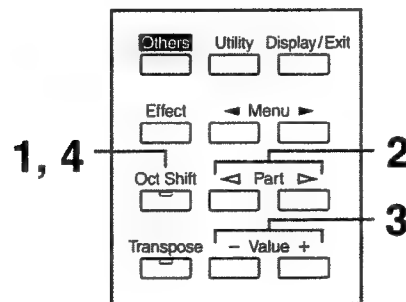 Others Utility Display/Exit
Effect ◄ Menu ►
1, 4 2
Oct Shift ◁ Part ▷
3
Transpose − Value +